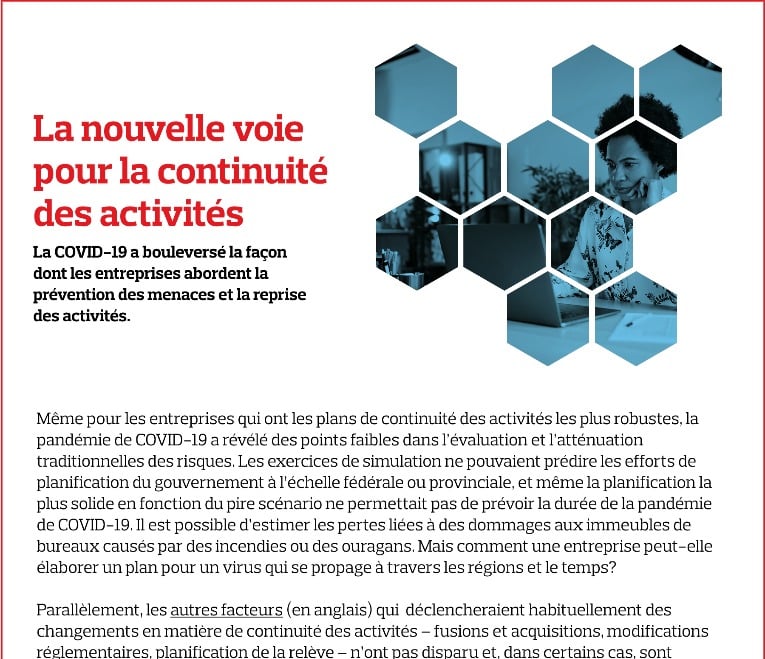 La nouvelle voie
pour la continuité
des activités
La COVID-19 a bouleversé la façon
dont les entreprises abordent la
prévention des menaces et la reprise
des activités.
Même pour les entreprises qui ont les plans de continuité des activités les plus robustes, la
pandémie de COVID-19 a révélé des points faibles dans l'évaluation et l'atténuation
traditionnelles des risques. Les exercices de simulation ne pouvaient prédire les efforts de
planification du gouvernement à l'échelle fédérale ou provinciale, et même la planification la
plus solide en fonction du pire scénario ne permettait pas de prévoir la durée de la pandémie
de COVID-19. Il est possible d'estimer les pertes liées à des dommages aux immeubles de
bureaux causés par des incendies ou des ouragans. Mais comment une entreprise peut-elle
élaborer un plan pour un virus qui se propage à travers les régions et le temps?
Parallèlement, les autres facteurs (en anglais) qui déclencheraient habituellement des
changements en matière de continuité des activités – fusions et acquisitions, modifications
réglementaires, planification de la relève – n'ont pas disparu et, dans certains cas, sont